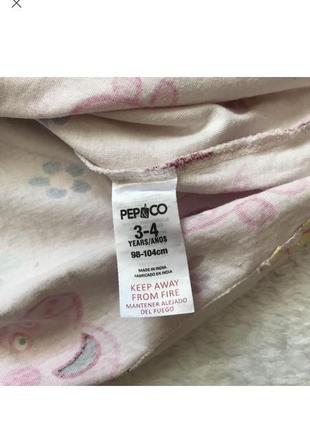 PEP&CO
3-4
YEARS/AÑOS
98-104cm
MADE IN INDIA
FABRICADO EN INDIA
KEEP AWAY
FROM FIRE
MANTENER ALEJADO
DEL FUEGO